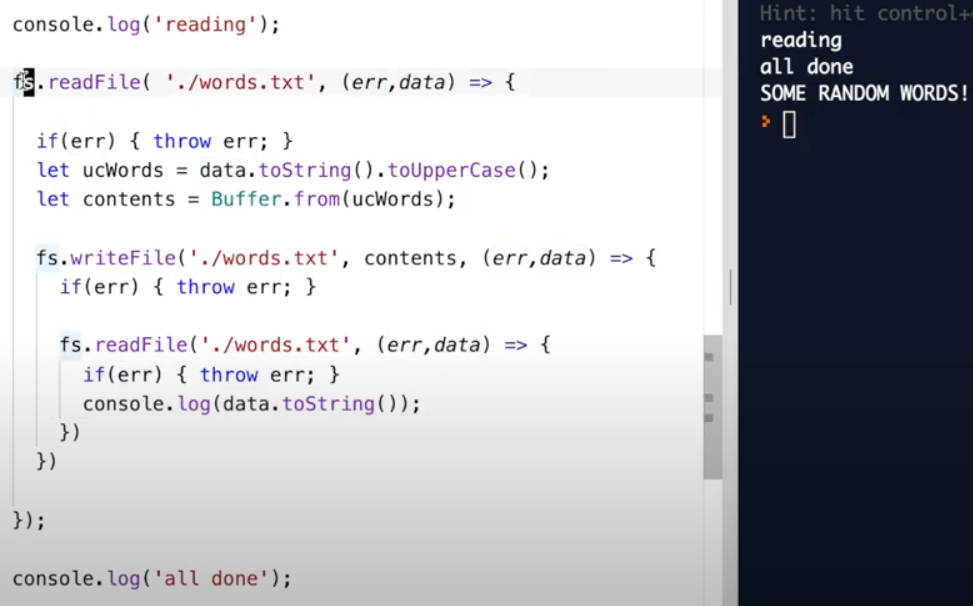 console.log('reading');
fs.readFile( './words.txt', (err,data) => {
if(err) { throw err; }
let ucWords = data.toString().toUpperCase();
let contents = Buffer.from(ucWords);
fs.writeFile('./words.txt', contents, (err,data) => {
if(err) { throw err; }
fs.readFile('./words.txt', (err,data) => {
if(err) { throw err; }
console.log(data.toString());
})
})
});
console.log('all done');
Hint: hit control+
reading
all done
SOME RANDOM WORDS!